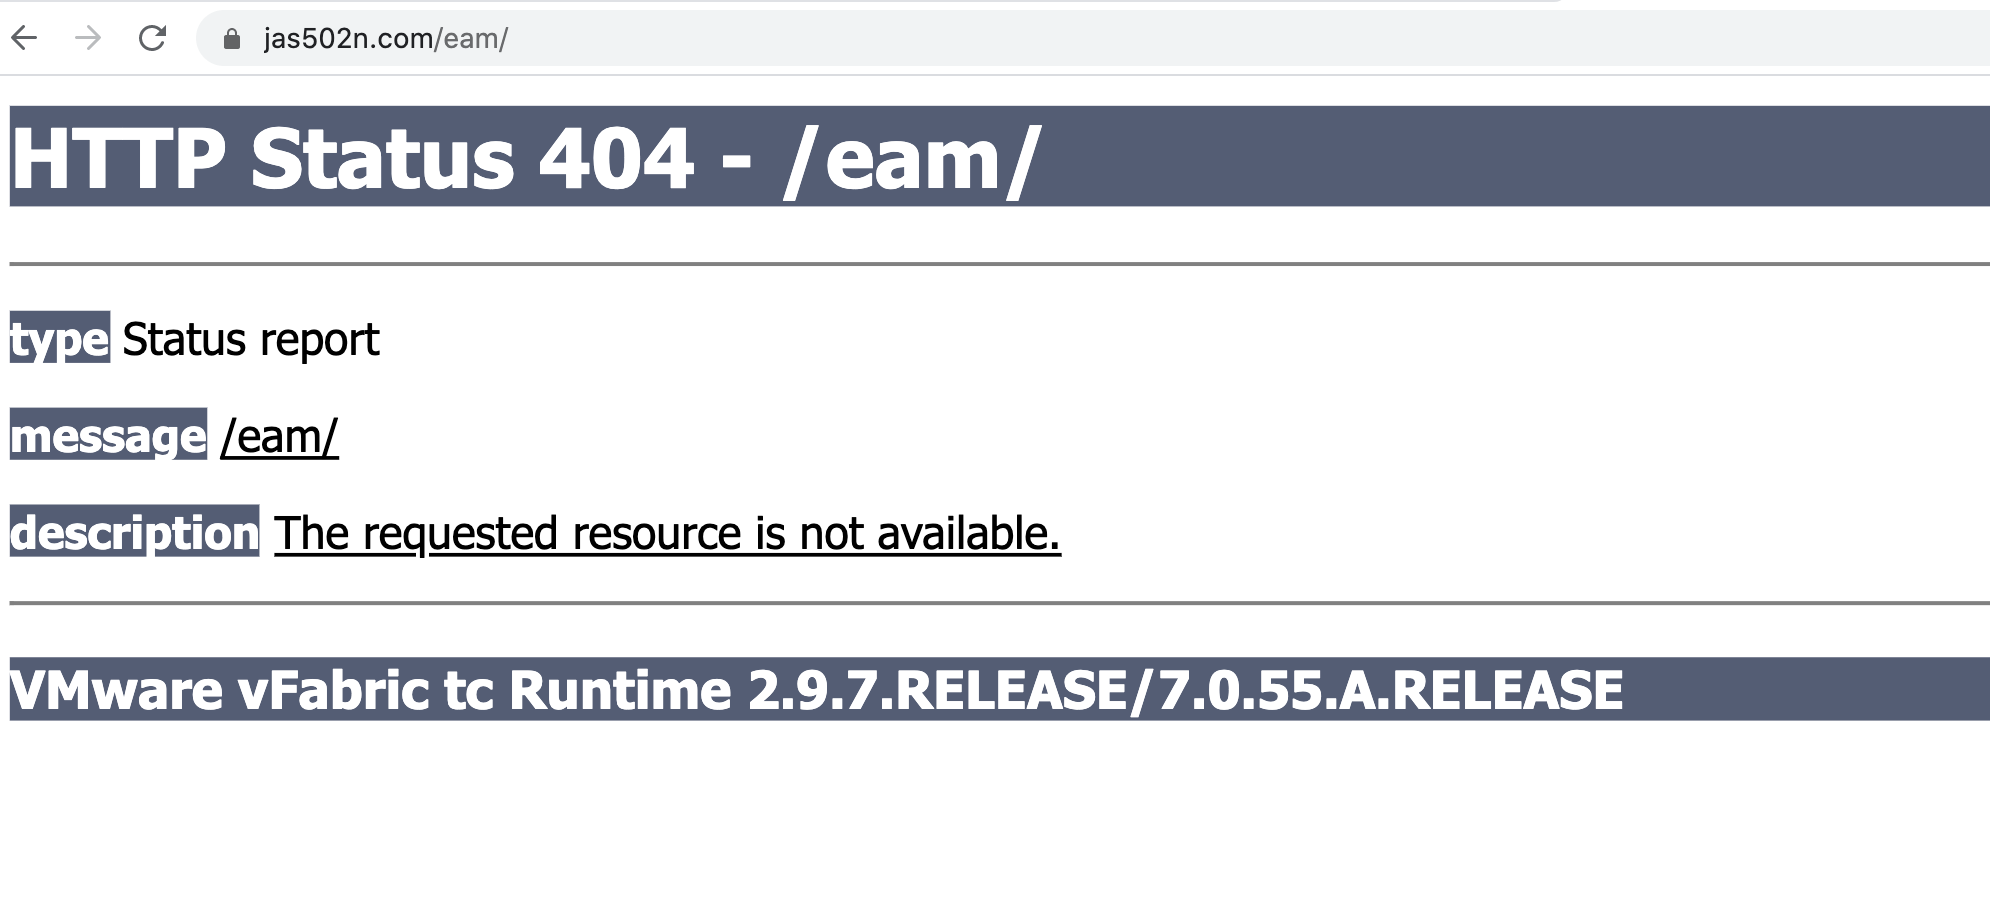 jas502n.com/eam/
HTTP Status 404 - /eam/
type Status report
message /eam/
description The requested resource is not available.
VMware vFabric tc Runtime 2.9.7.RELEASE/7.0.55.A.RELEASE